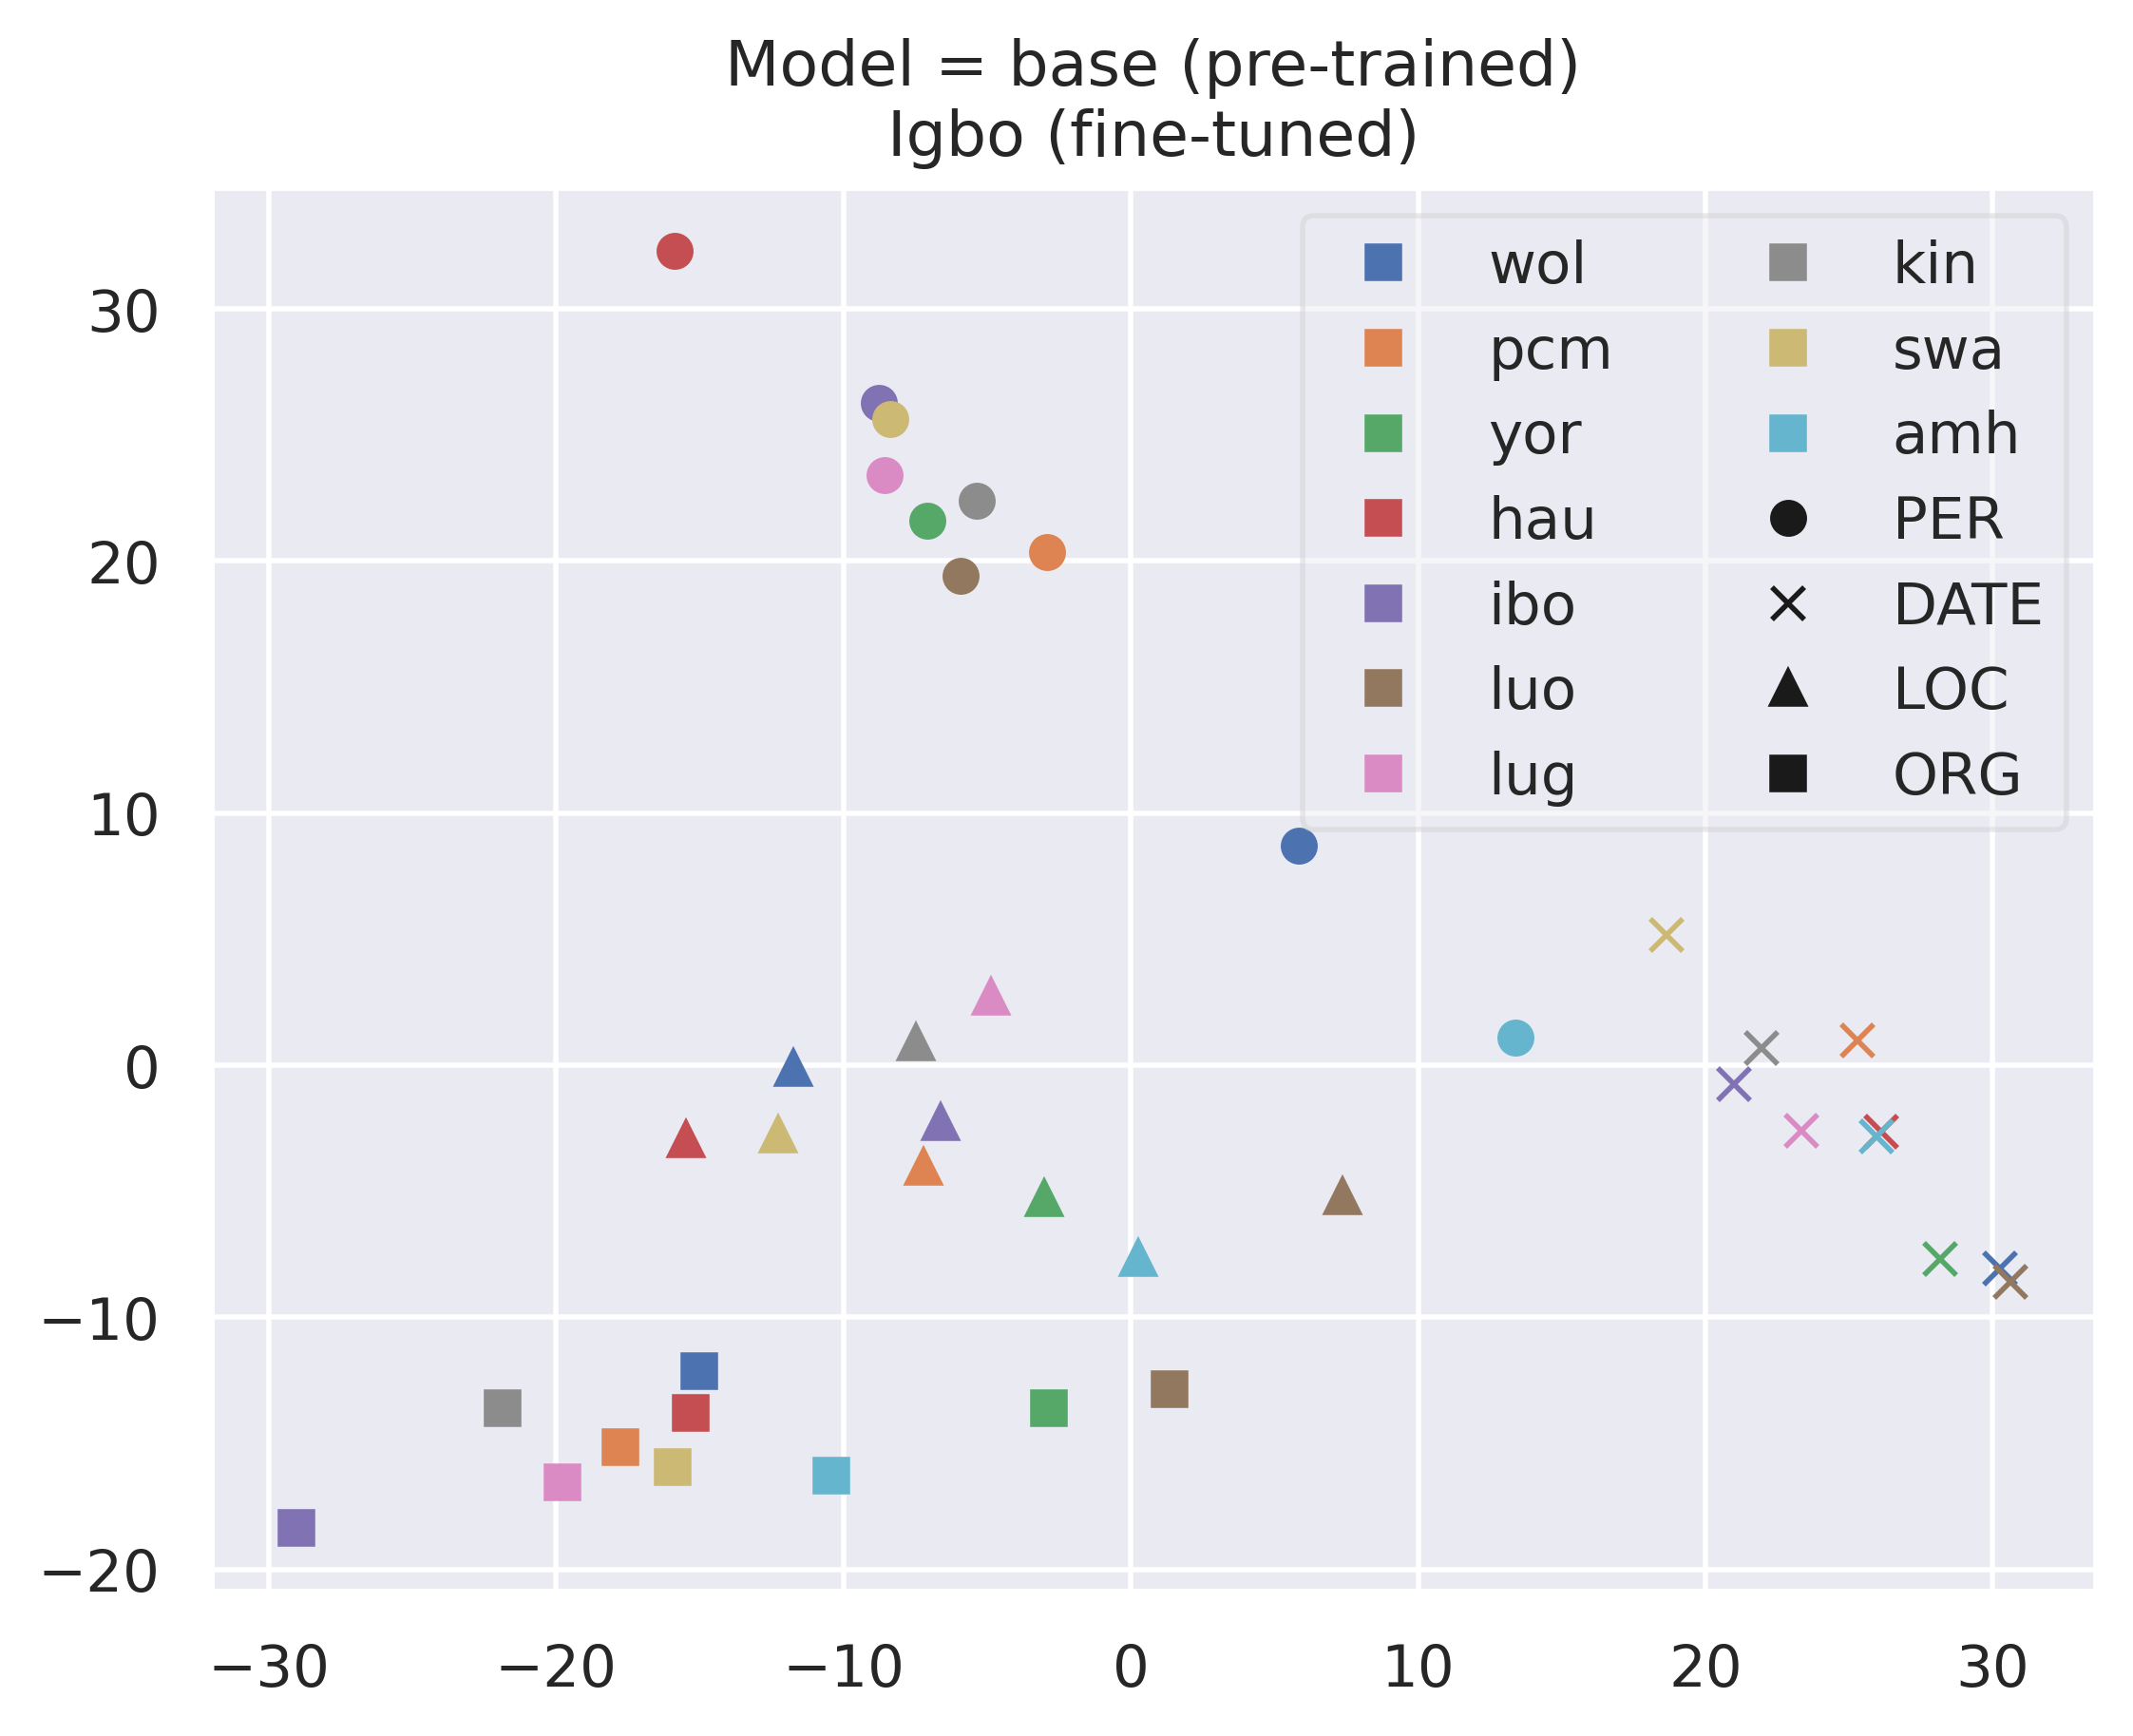 Model = base (pre-trained)
Igbo (fine-tuned)
wol
pcm
yor
hau
ibo
luo
lug
kin
swa
amh
PER
DATE
LOC
ORG
30
20
10
0
−10
−20
−30
−20
−10
0
10
20
30